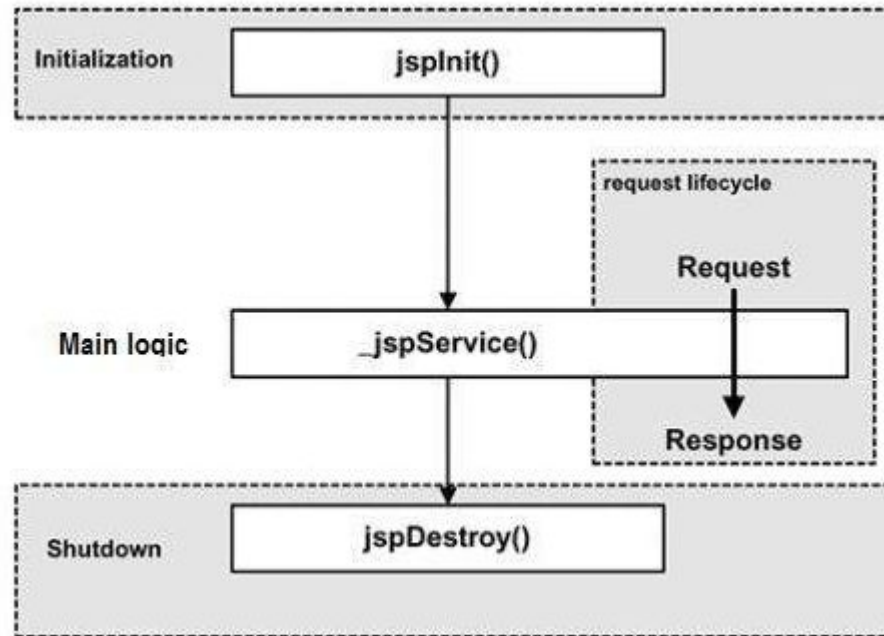 Initialization
jspInit()
request lifecycle
Request
Main logic
_jspService()
Response
Shutdown
jspDestroy()